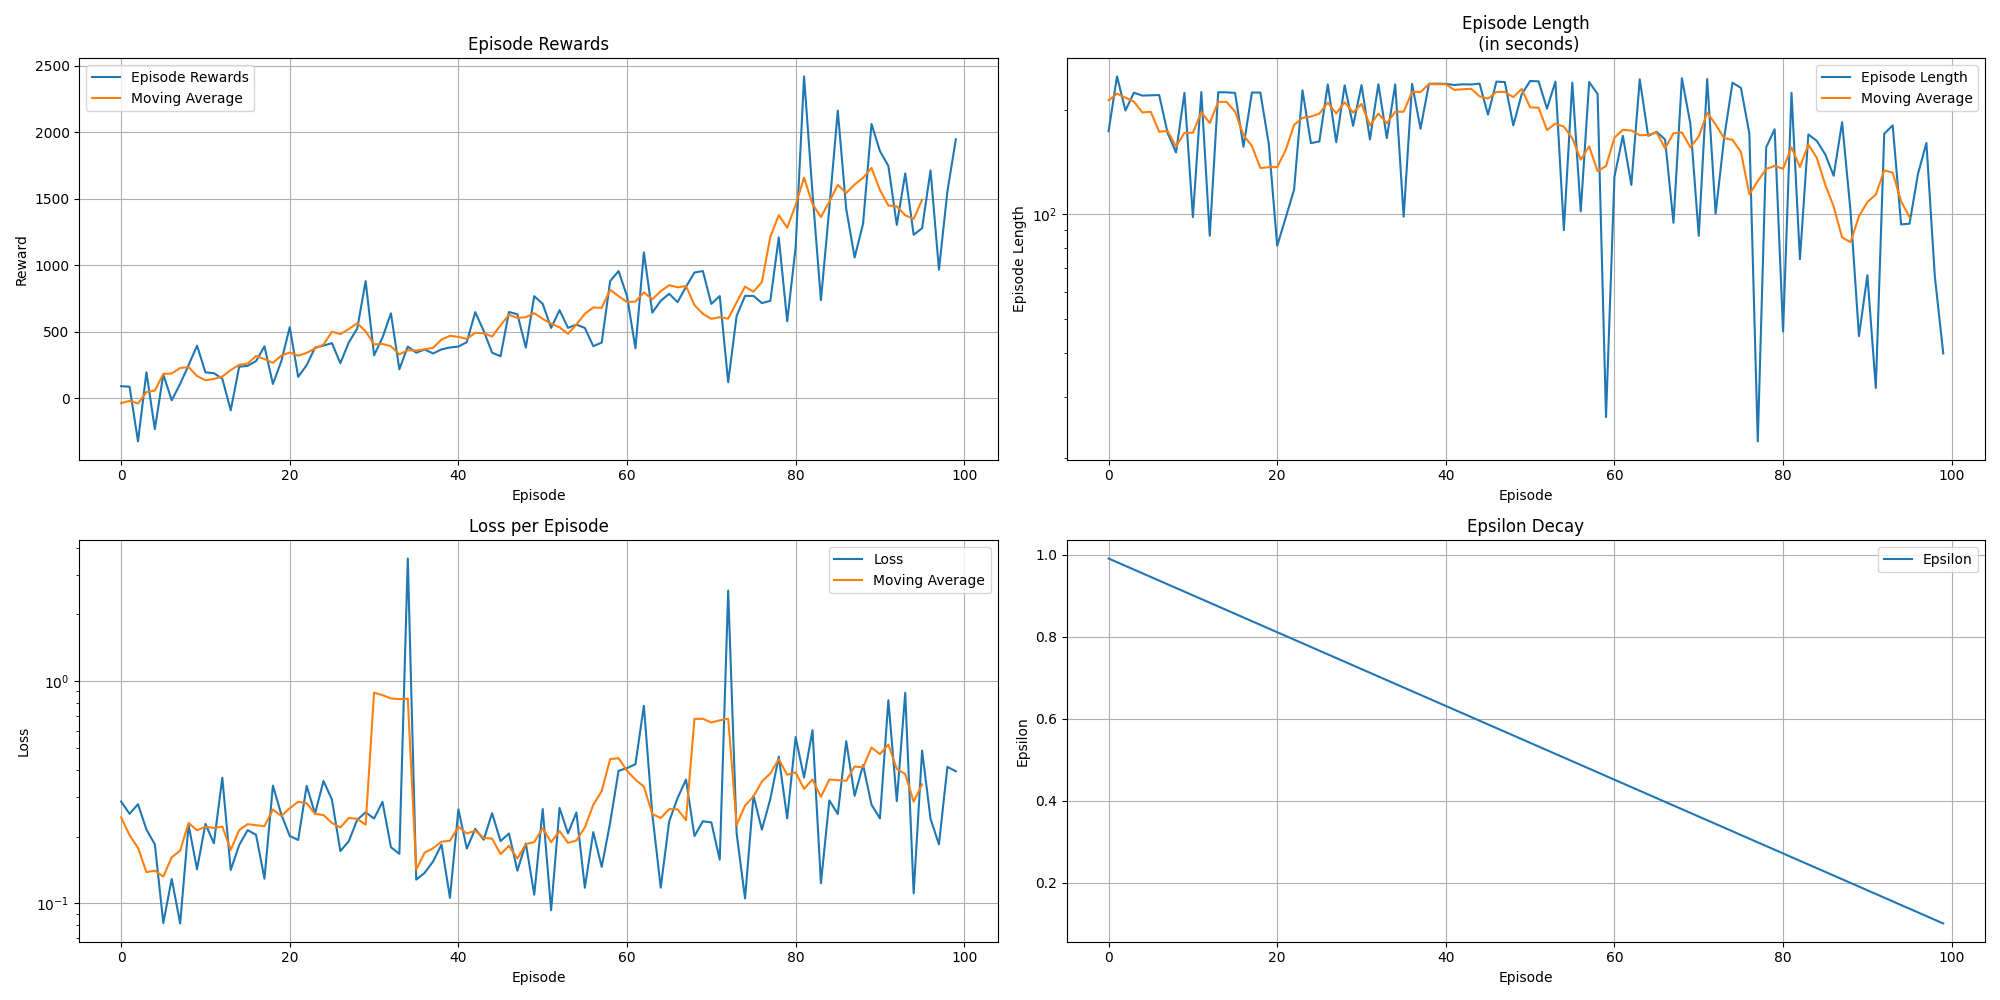 Episode Rewards
2500
2000
1500
1000
500
0
Reward
Episode Rewards
Moving Average
0 20 40 60 80 100
Episode
Episode Length
(in seconds)
10²
Episode Length
Episode Length
Moving Average
0 20 40 60 80 100
Episode
Loss per Episode
10⁰
10⁻¹
Loss
Loss
Moving Average
0 20 40 60 80 100
Episode
Epsilon Decay
1.0
0.8
0.6
0.4
0.2
Epsilon
Epsilon
0 20 40 60 80 100
Episode